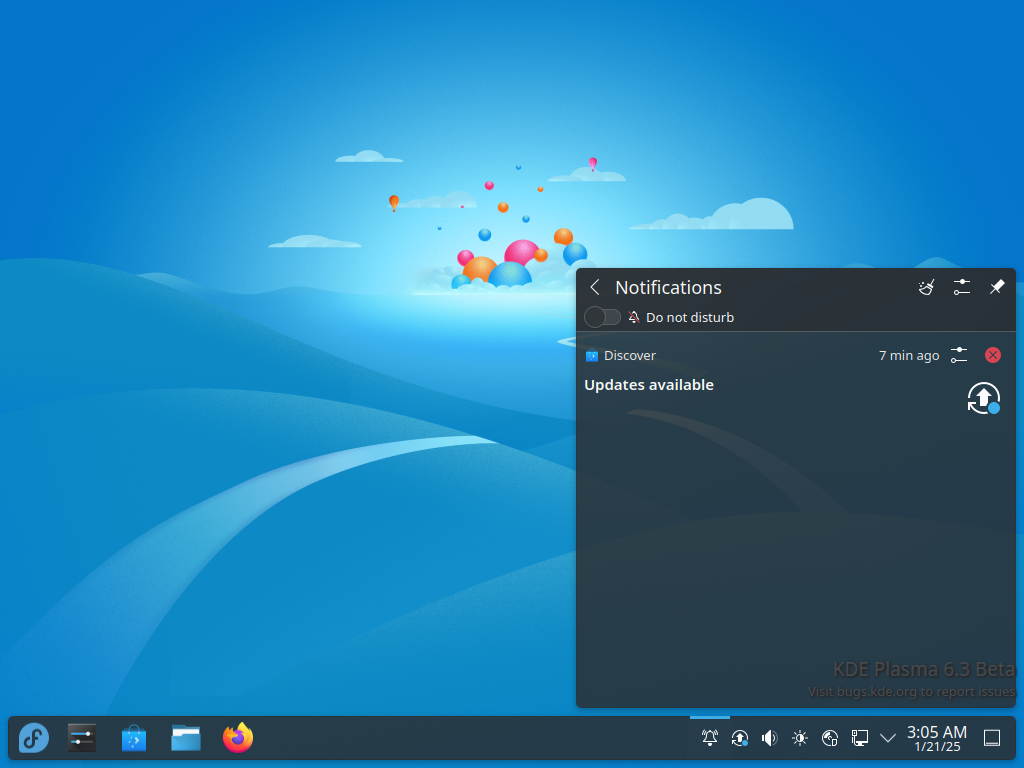 Notifications
Do not disturb
Discover
7 min ago
Updates available
KDE Plasma 6.3 Beta
Visit bugs.kde.org to report issues
3:05 AM
1/21/25